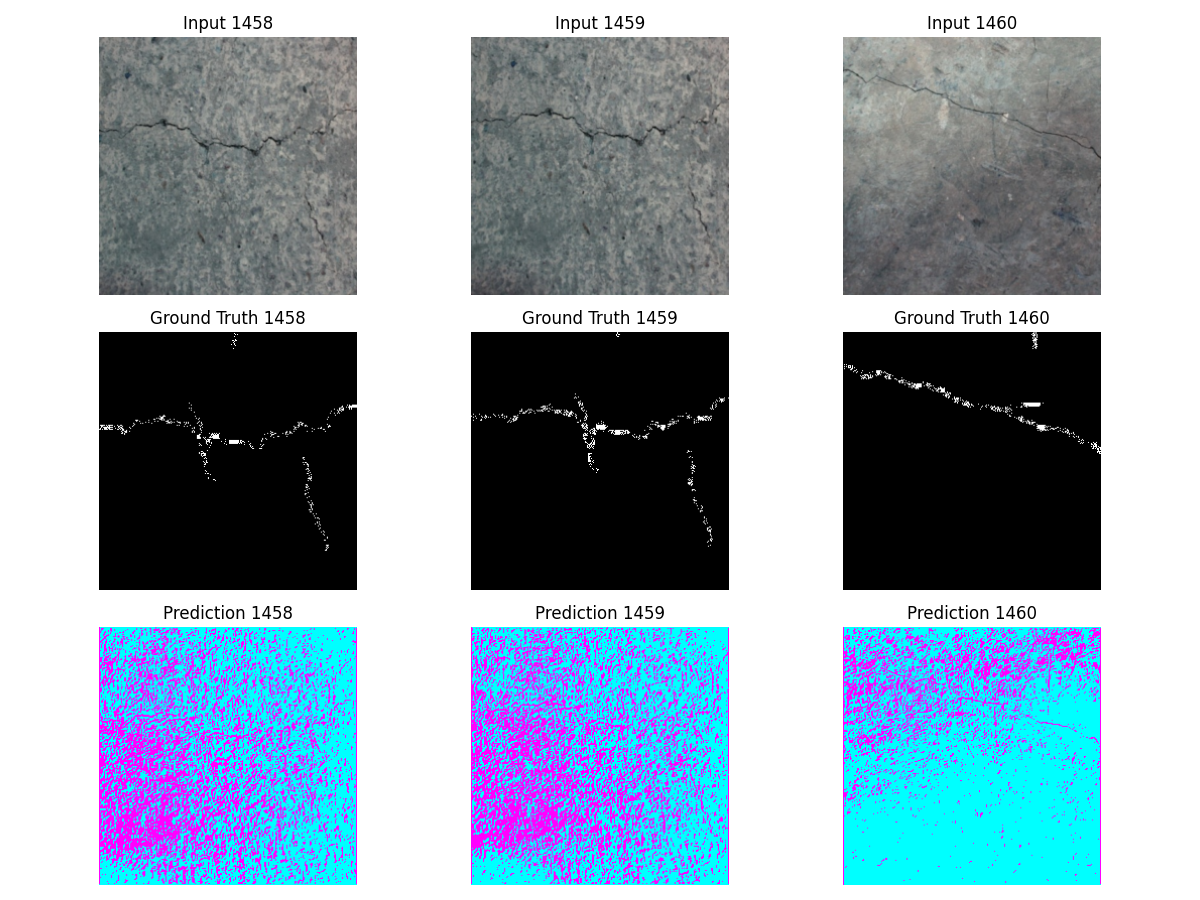 Input 1458
Input 1459
Input 1460
Ground Truth 1458
Ground Truth 1459
Ground Truth 1460
Prediction 1458
Prediction 1459
Prediction 1460